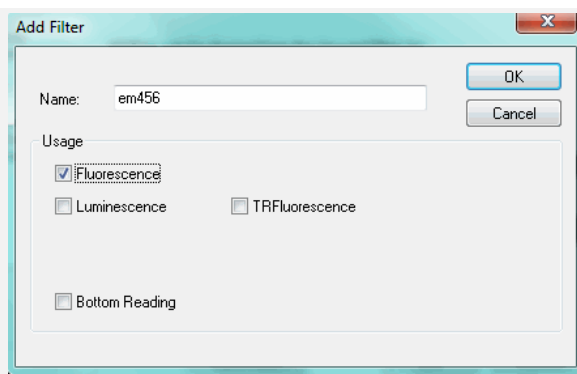 Add Filter
Name: em456
OK
Cancel
Usage
Fluorescence
Luminescence TRFluorescence
Bottom Reading